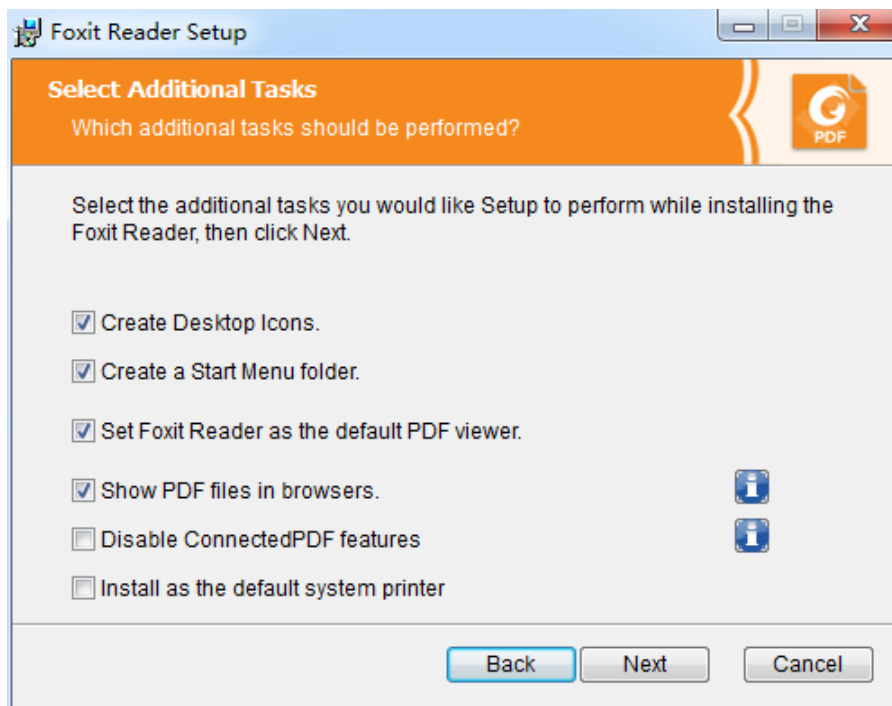 Foxit Reader Setup
Select Additional Tasks
Which additional tasks should be performed?
PDF
Select the additional tasks you would like Setup to perform while installing the
Foxit Reader, then click Next.
Create Desktop Icons.
Create a Start Menu folder.
Set Foxit Reader as the default PDF viewer.
Show PDF files in browsers.
Disable ConnectedPDF features
Install as the default system printer
Back Next Cancel